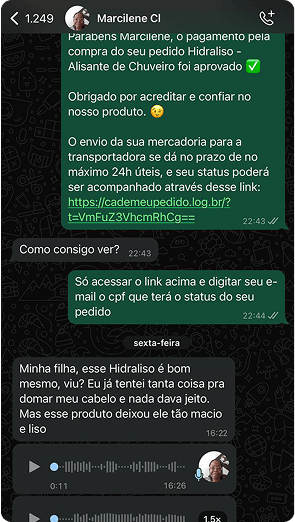 1.249
Marcilene Cl
Parabéns Marcilene, o pagamento pela
compra do seu pedido Hidraliso -
Alisante de Chuveiro foi aprovado ✅
Obrigado por acreditar e confiar no
nosso produto. 😉
O envio da sua mercadoria para a
transportadora se dá no prazo de no
máximo 24h úteis, e seu status poderá
ser acompanhado através desse link:
https://cademeupedido.log.br/?
t=VmFuZ3VhcmRhCg==
22:43
Como consigo ver?
22:43
Só acessar o link acima e digitar seu e-
mail o cpf que terá o status do seu
pedido
22:44
sexta-feira
Minha filha, esse Hidraliso é bom
mesmo, viu? Eu já tentei tanta coisa pra
domar meu cabelo e nada dava jeito.
Mas esse produto deixou ele tão macio
e liso
16:22
0:11
16:26
1.5×